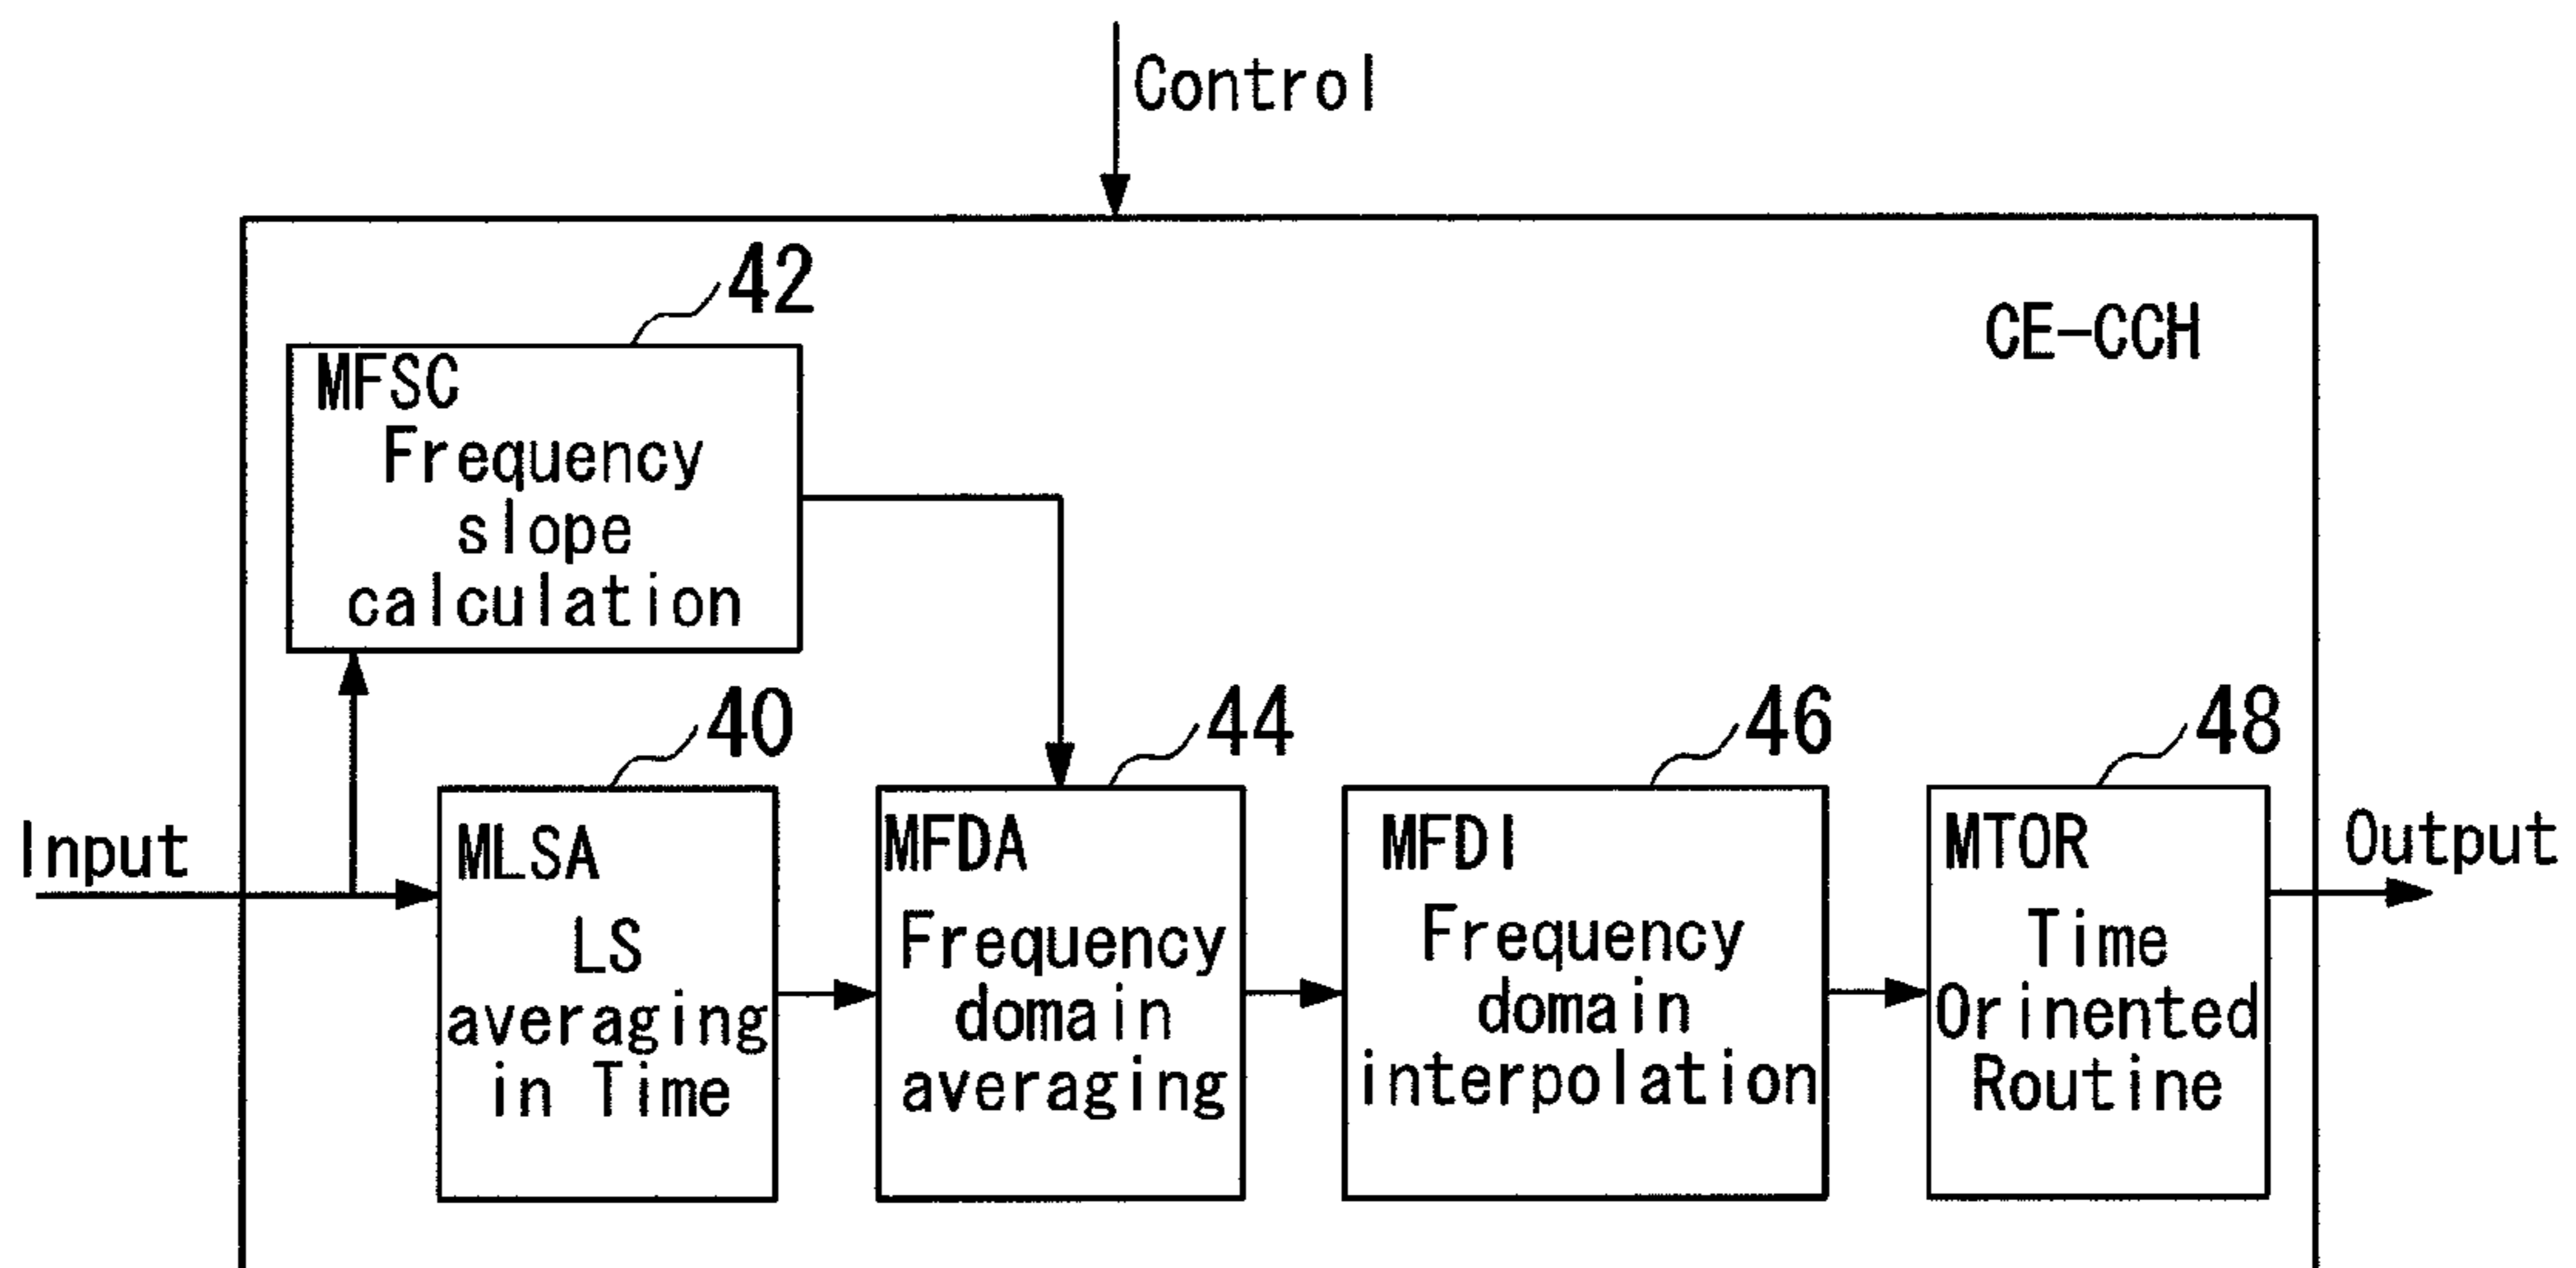 Control
42
CE-CCH
MFSC
Frequency
slope
calculation
40
44
46
48
Input
MLSA
LS
averaging
in Time
MFDA
Frequency
domain
averaging
MFDI
Frequency
domain
interpolation
MTOR
Time
Orinented
Routine
Output